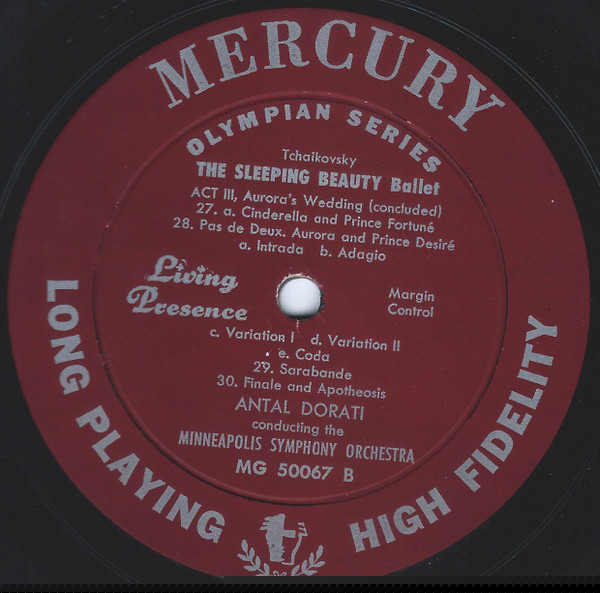 MERCURY
OLYMPIAN SERIES
Tchaikovsky
THE SLEEPING BEAUTY Ballet
ACT III, Aurora's Wedding (concluded)
27. a. Cinderella and Prince Fortuné
28. Pas de Deux. Aurora and Prince Desiré
a. Intrada b. Adagio
Living
Presence
Margin
Control
c. Variation I d. Variation II
e. Coda
29. Sarabande
30. Finale and Apotheosis
ANTAL DORATI
conducting the
MINNEAPOLIS SYMPHONY ORCHESTRA
MG 50067 B
LONG PLAYING
HIGH FIDELITY